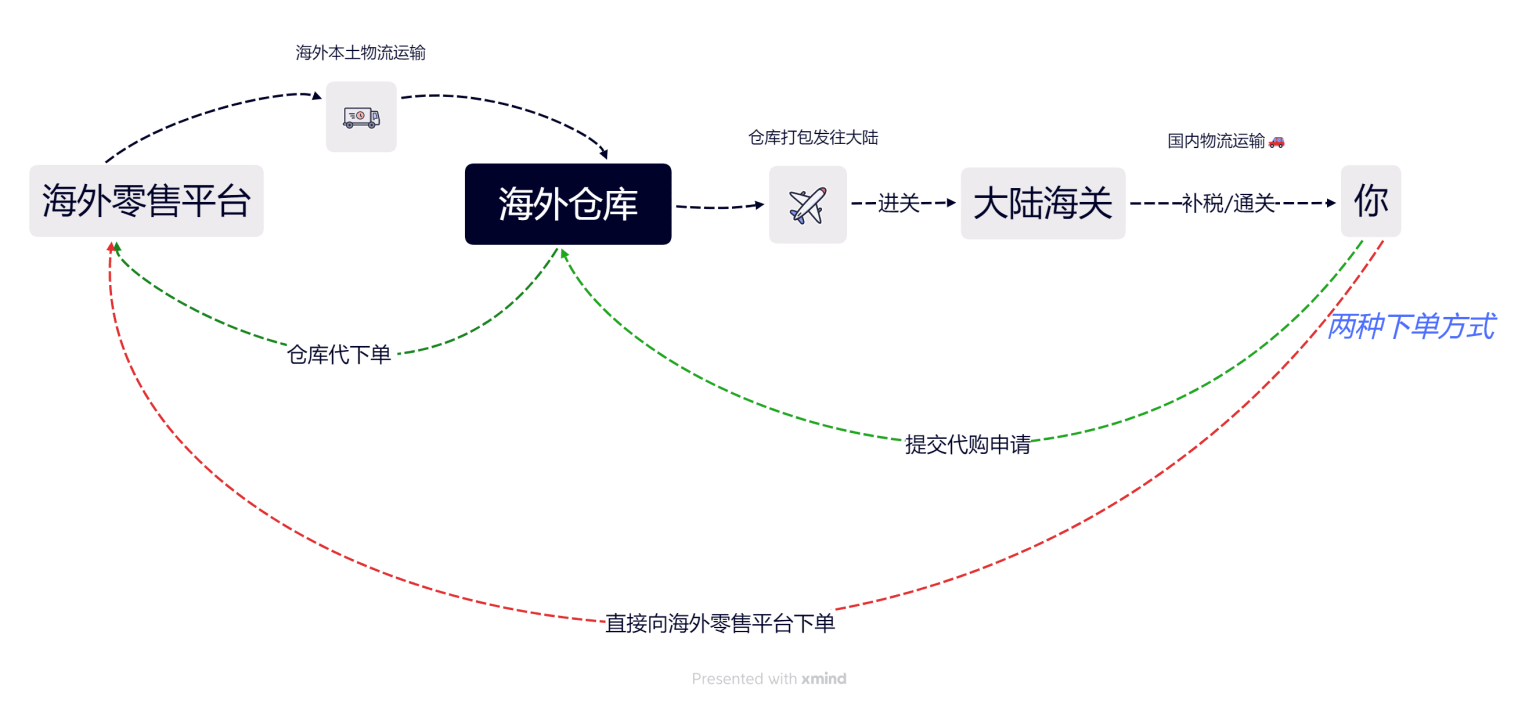 海外本土物流运输
仓库打包发往大陆
国内物流运输
海外零售平台
海外仓库
进关
大陆海关
补税/通关
你
两种下单方式
仓库代下单
提交代购申请
直接向海外零售平台下单
Presented with xmind